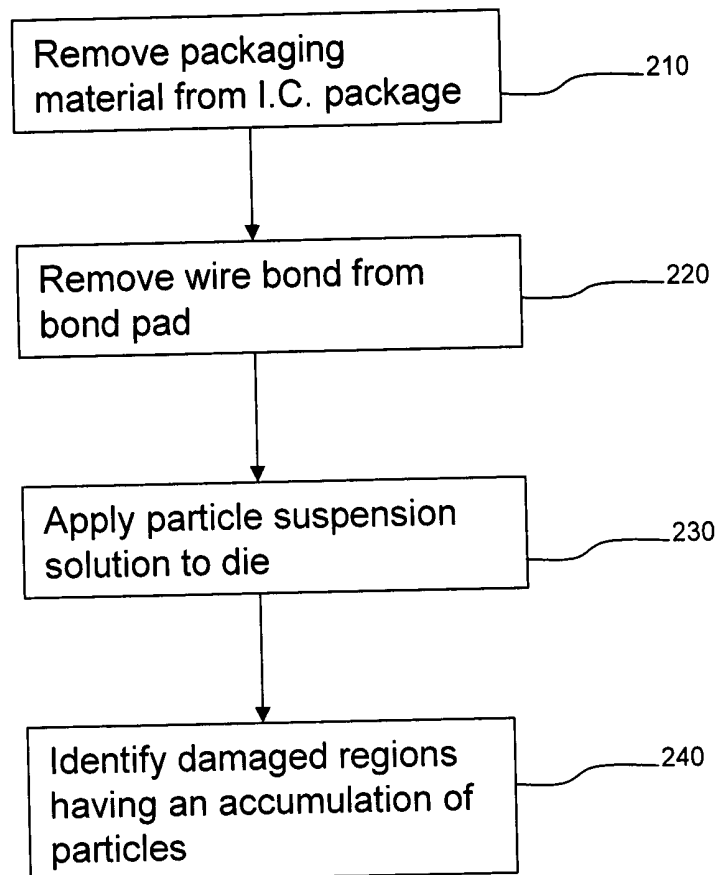 Remove packaging
material from I.C. package
210
Remove wire bond from
bond pad
220
Apply particle suspension
solution to die
230
Identify damaged regions
having an accumulation of
particles
240